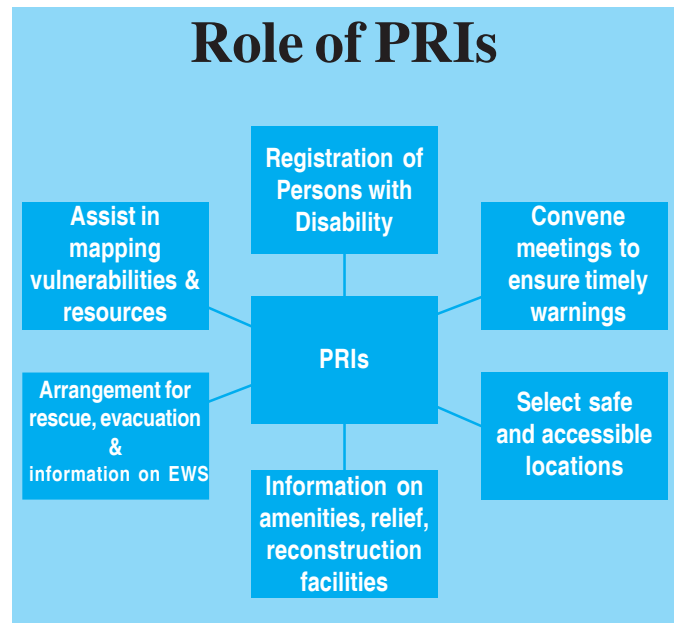 Role of PRIs
Registration of
Persons with
Disability
Assist in
mapping
vulnerabilities &
resources
Convene
meetings to
ensure timely
warnings
PRIs
Arrangement for
rescue, evacuation
&
information on EWS
Select safe
and accessible
locations
Information on
amenities, relief,
reconstruction
facilities